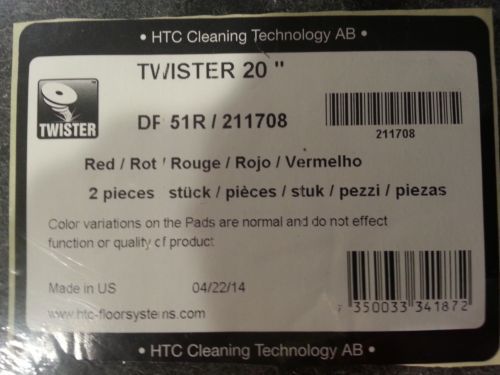 • HTC Cleaning Technology AB •
TWISTER 20 "
TWISTER
DP 51R / 211708
211708
Red / Rot / Rouge / Rojo / Vermelho
2 pieces stück / pièces / stuk / pezzi / piezas
Color variations on the Pads are normal and do not effect
function or quality of product
Made in US 04/22/14
www.htc-floorsystems.com
7 350033 341872
• HTC Cleaning Technology AB •